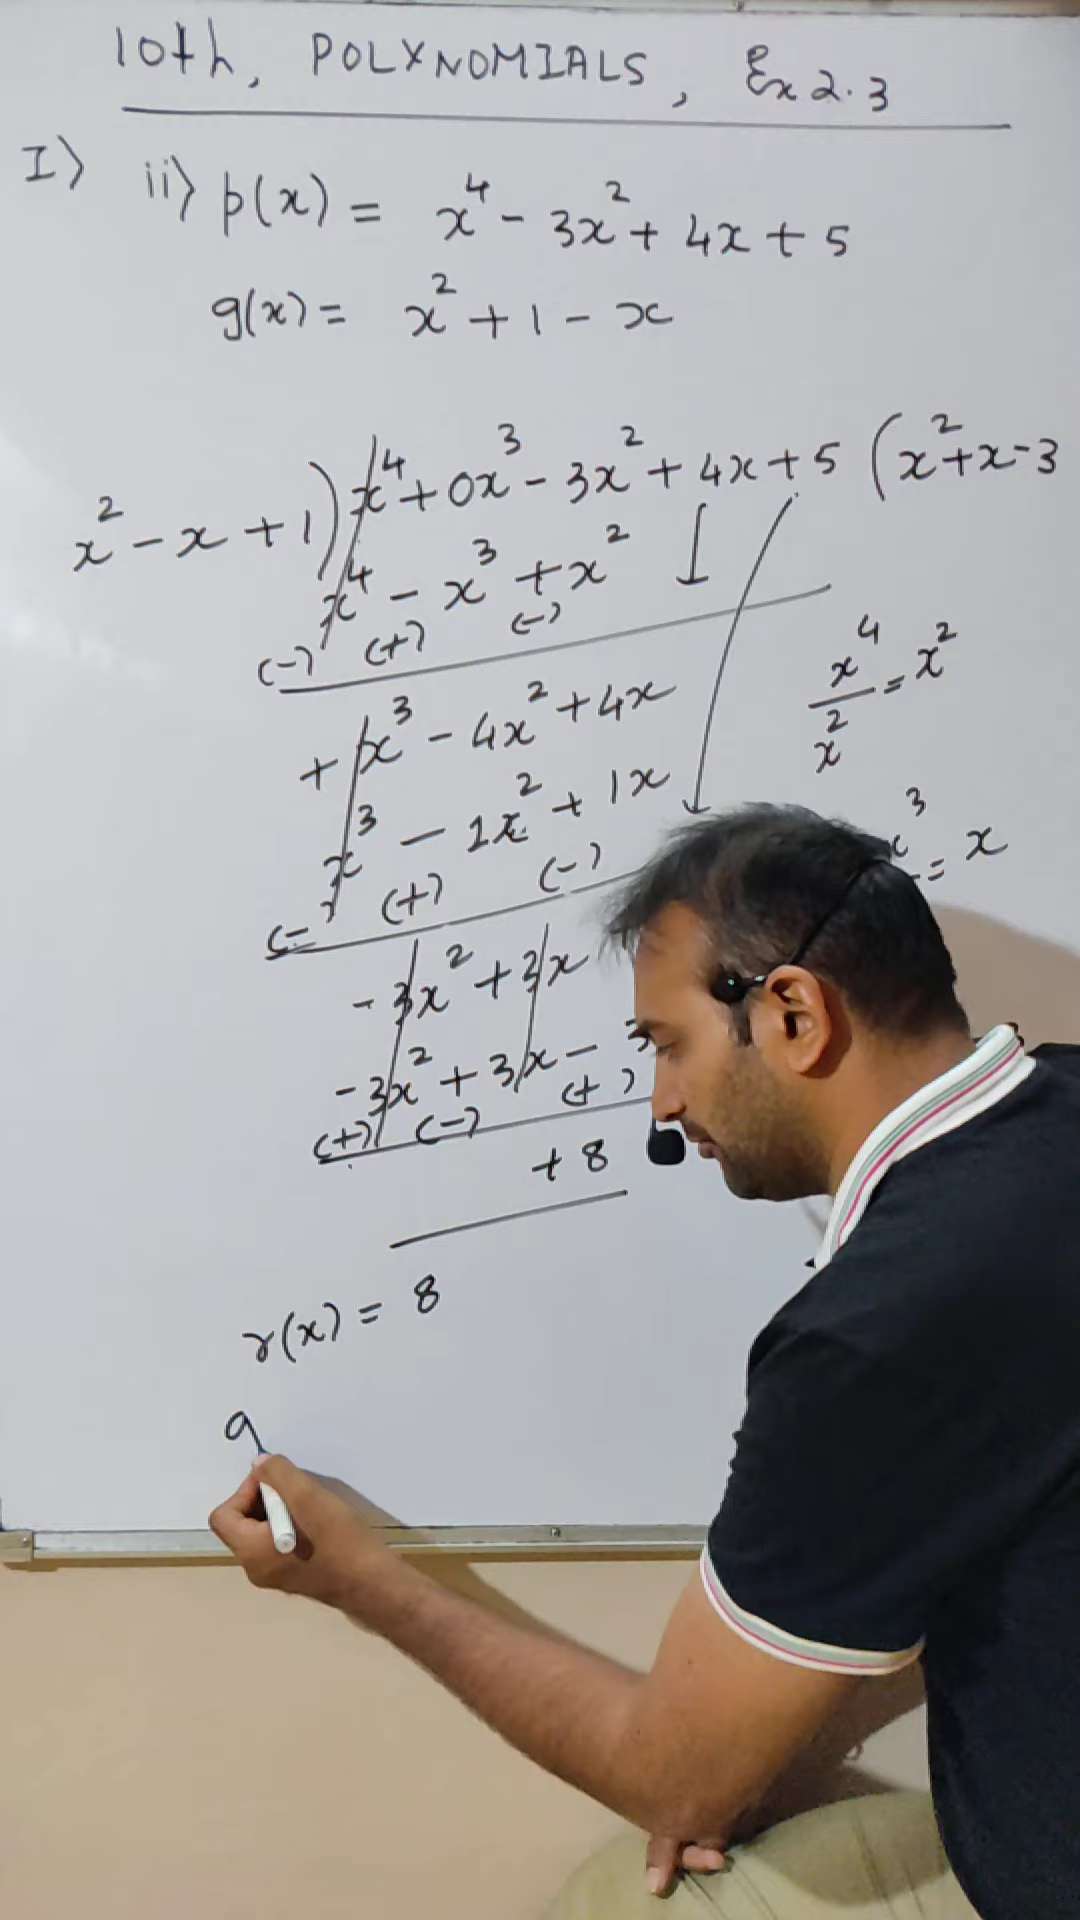 10th, POLYNOMIALS, Ex 2.3
I) ii) p(x) = x⁴ - 3x² + 4x + 5
g(x) = x² + 1 - x
x² - x + 1) x⁴ + 0x³ - 3x² + 4x + 5 (x² + x - 3
x⁴ - x³ + x²
(-) (+) (-)
x⁴/x² = x²
+ x³ - 4x² + 4x
x³ - 1x² + 1x
x³ = x
(-) (+) (-)
- 3x² + 3x
- 3x² + 3x - 3
(+) (-) (+)
+ 8
r(x) = 8
q